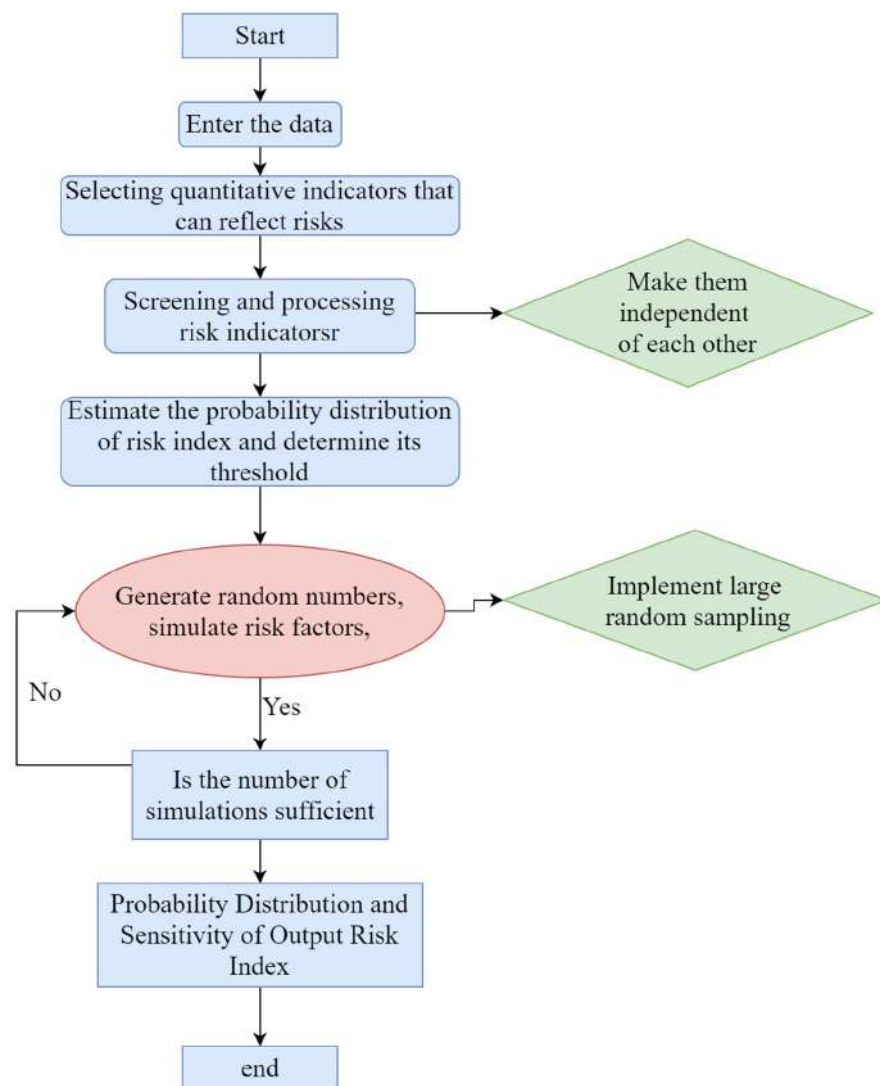 Start
Enter the data
Selecting quantitative indicators that
can reflect risks
Screening and processing
risk indicatorsr
Make them
independent
of each other
Estimate the probability distribution
of risk index and determine its
threshold
Generate random numbers,
simulate risk factors,
Implement large
random sampling
No
Yes
Is the number of
simulations sufficient
Probability Distribution and
Sensitivity of Output Risk
Index
end